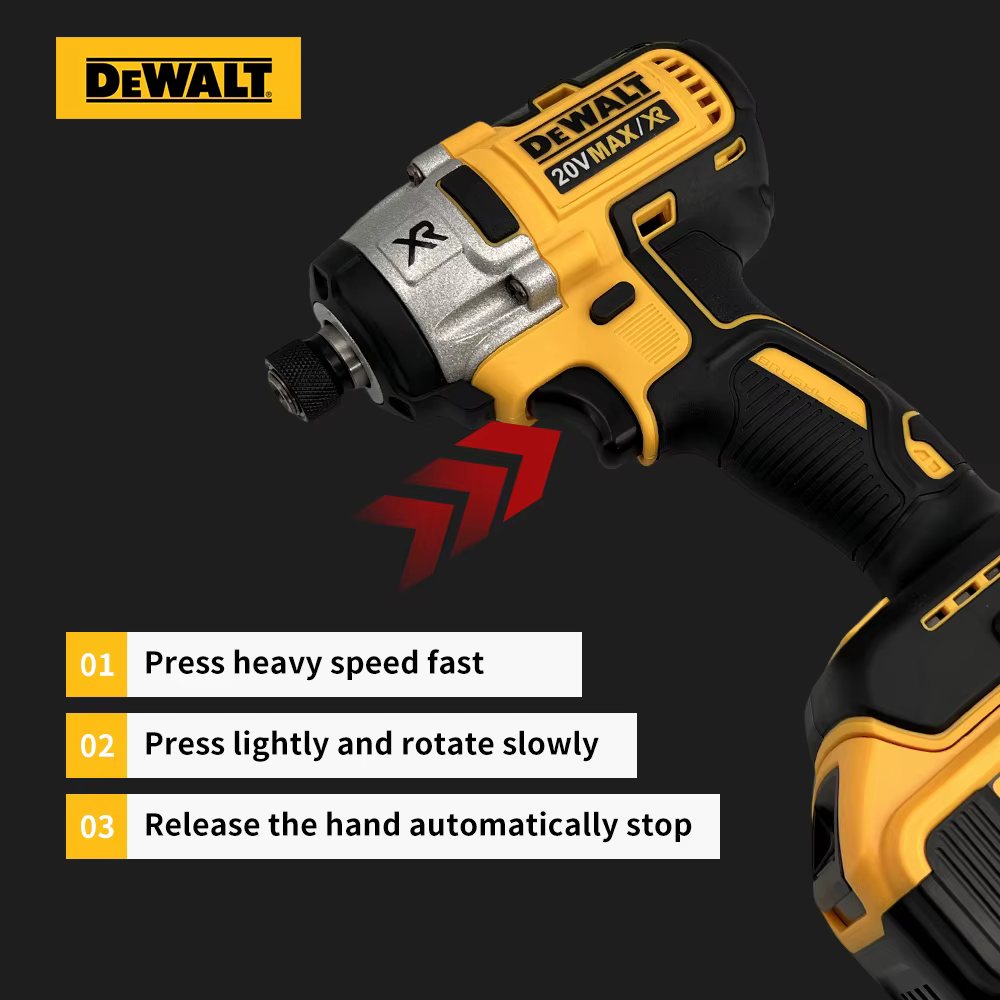 DEWALT®
DEWALT
20V MAX/XR
XR
BRUSHLESS
01 Press heavy speed fast
02 Press lightly and rotate slowly
03 Release the hand automatically stop